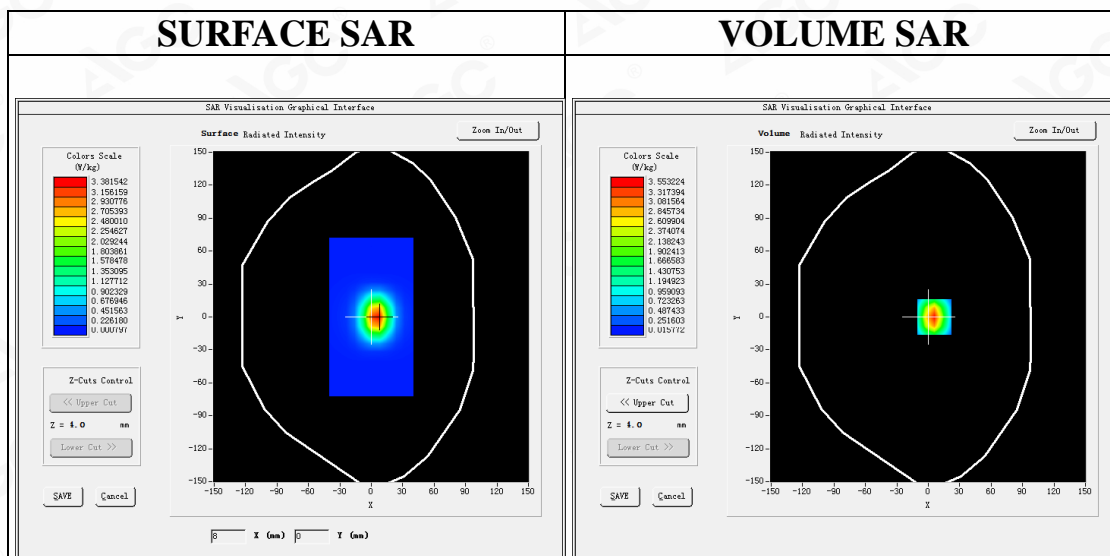 SURFACE SAR
VOLUME SAR
SAR Visualisation Graphical Interface
Surface Radiated Intensity
Zoom In/Out
Colors Scale
(W/kg)
3.381542
3.156159
2.930776
2.705393
2.480010
2.254627
2.029244
1.803861
1.578478
1.353095
1.127712
0.902329
0.676946
0.451563
0.226180
0.000797
150
120
90
60
30
0
-30
-60
-90
-120
-150
Y
-150 -120 -90 -60 -30 0 30 60 90 120 150
X
Z-Cuts Control
<< Upper Cut
Z = 4.0 mm
Lower Cut >>
SAVE Cancel
8 X (mm) 0 Y (mm)
SAR Visualisation Graphical Interface
Volume Radiated Intensity
Zoom In/Out
Colors Scale
(W/kg)
3.553224
3.317394
3.081564
2.845734
2.609904
2.374074
2.138243
1.902413
1.666583
1.430753
1.194923
0.959093
0.723263
0.487433
0.251603
0.015772
150
120
90
60
30
0
-30
-60
-90
-120
-150
Y
-150 -120 -90 -60 -30 0 30 60 90 120 150
X
Z-Cuts Control
<< Upper Cut
Z = 4.0 mm
Lower Cut >>
SAVE Cancel